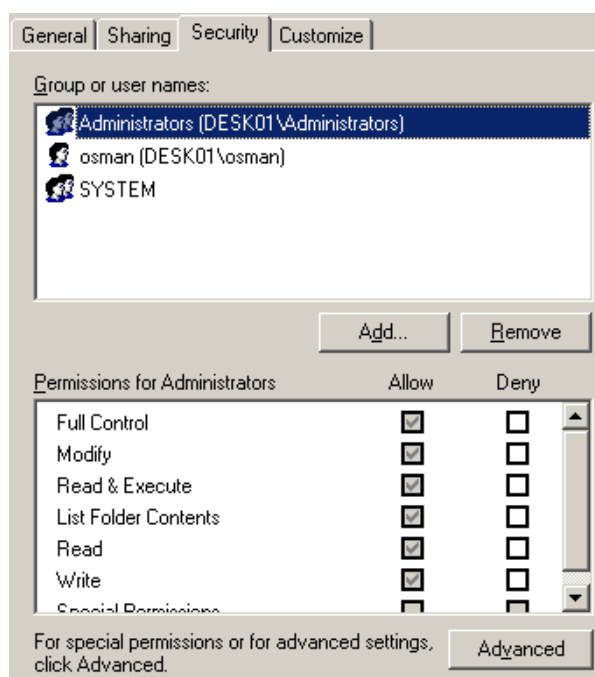 General Sharing Security Customize
Group or user names:
Administrators (DESK01\Administrators)
osman (DESK01\osman)
SYSTEM
Add... Remove
Permissions for Administrators Allow Deny
Full Control
Modify
Read & Execute
List Folder Contents
Read
Write
Special Permissions
For special permissions or for advanced settings, Advanced
click Advanced.